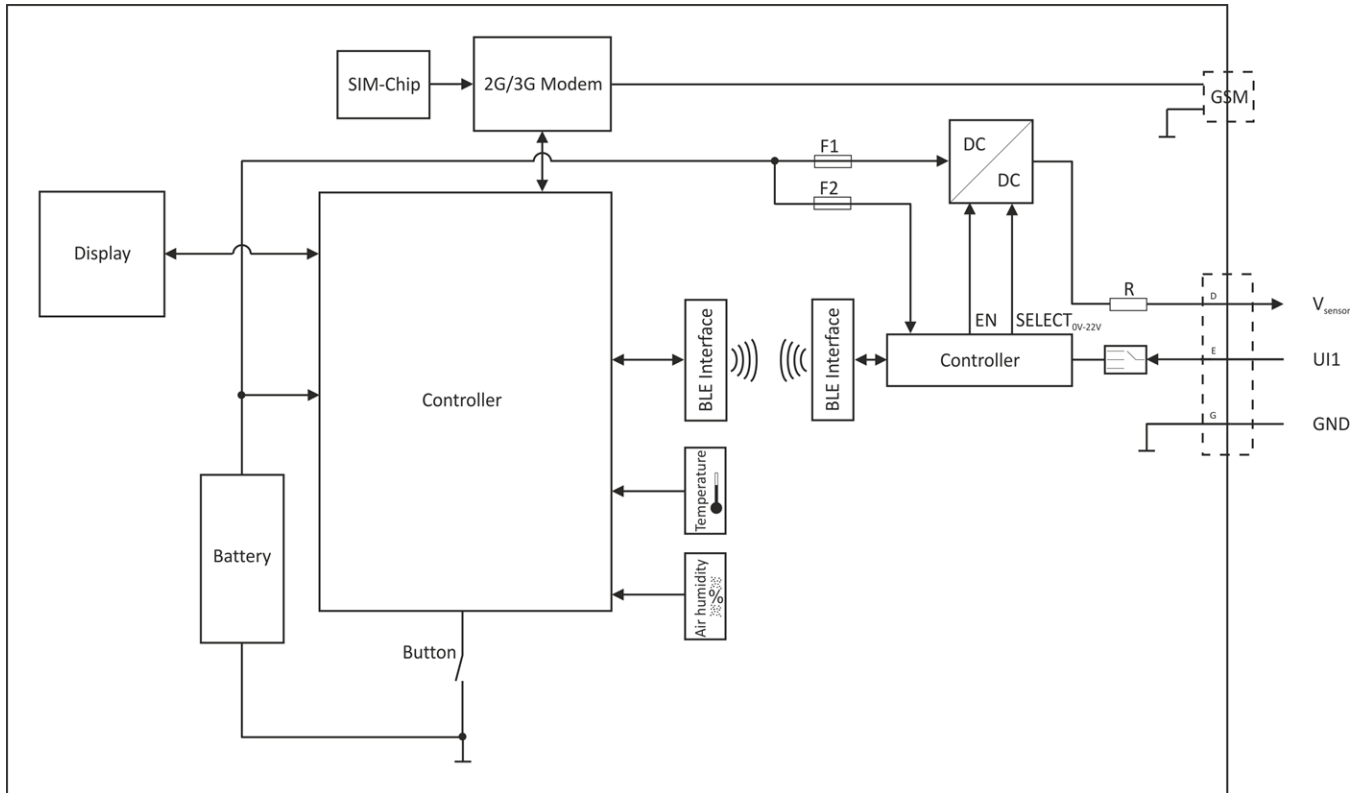 SIM-Chip
2G/3G Modem
GSM
F1
DC
DC
F2
Display
R
D
Vsensor
EN
SELECT0V-22V
BLE Interface
BLE Interface
Controller
E
UI1
Controller
G
GND
Temperature
Battery
Air humidity
%
Button